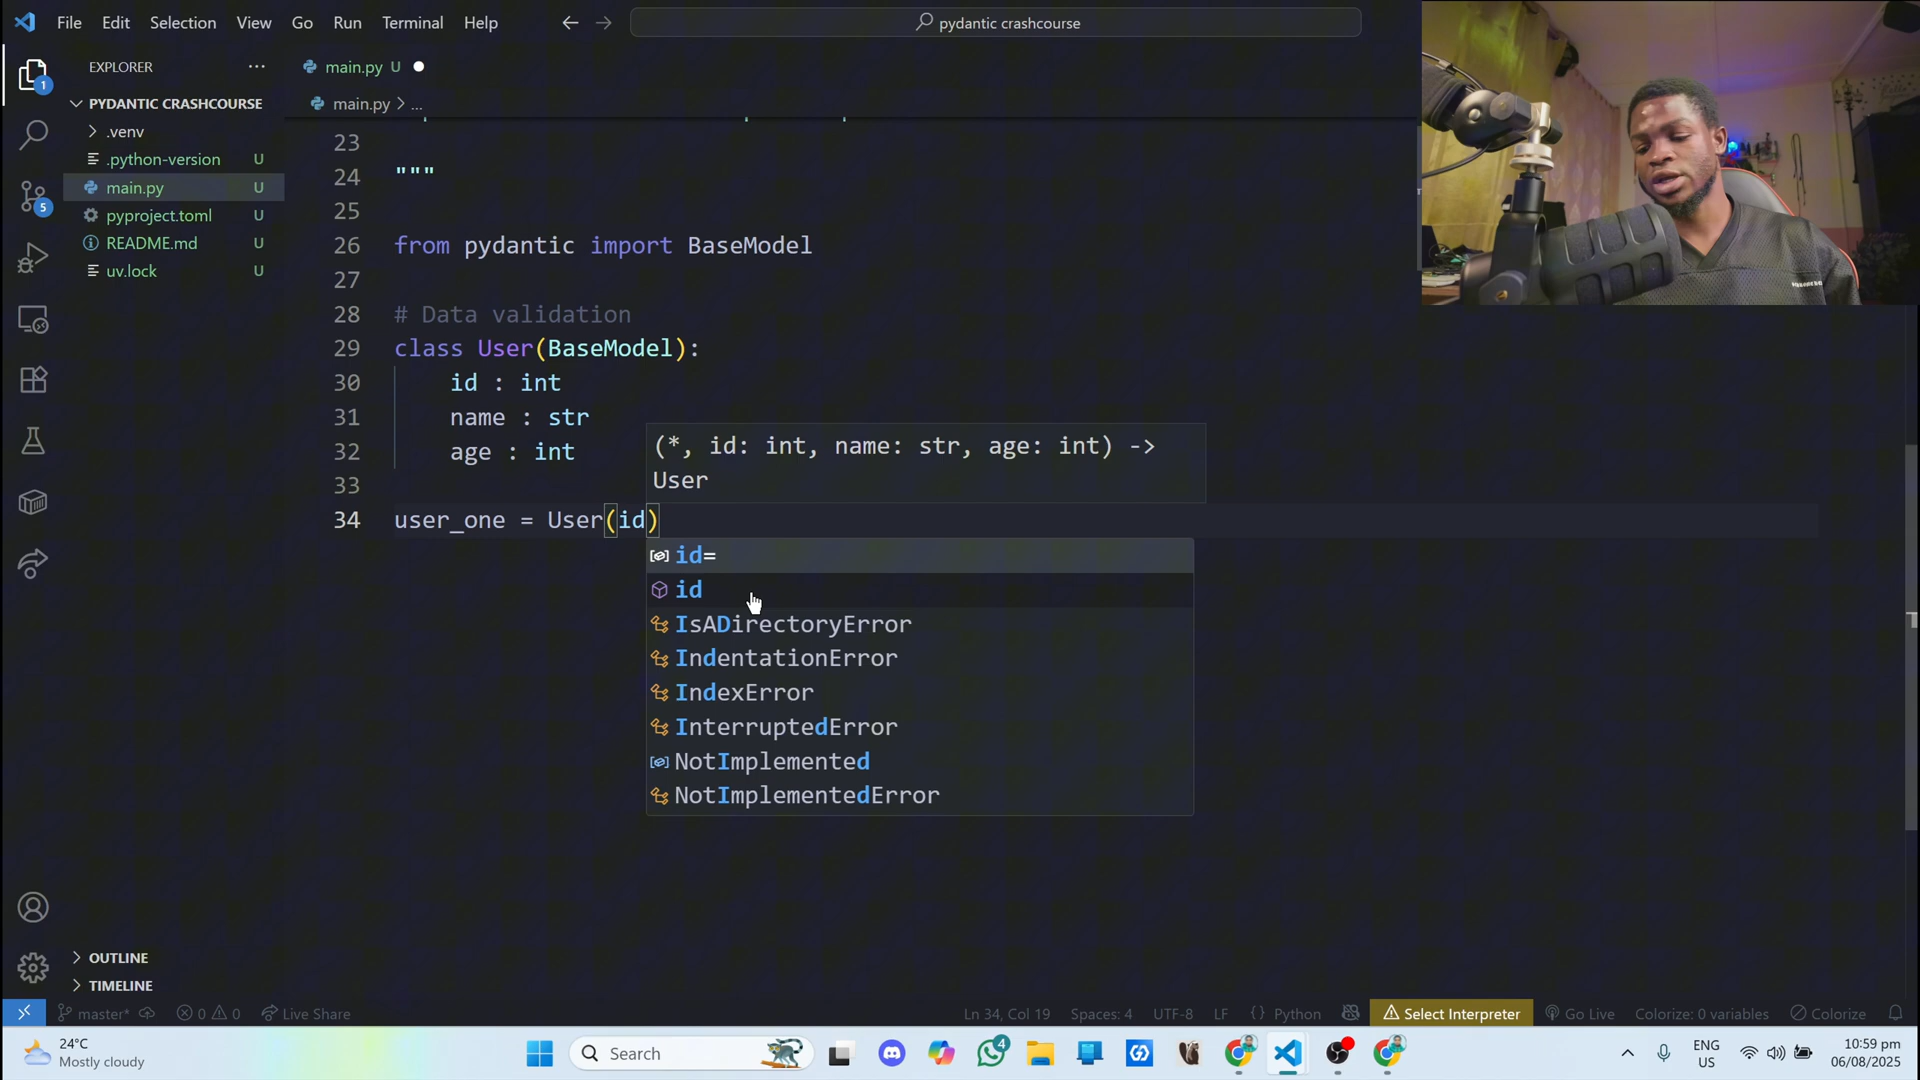 File Edit Selection View Go Run Terminal Help
pydantic crashcourse
EXPLORER
main.py U
PYDANTIC CRASHCOURSE
main.py > ...
.venv
.python-version U
main.py U
pyproject.toml U
README.md U
uv.lock U
1
5
23
24 """
25
26 from pydantic import BaseModel
27
28 # Data validation
29 class User(BaseModel):
30 id : int
31 name : str
32 age : int
33
34 user_one = User(id)
(*, id: int, name: str, age: int) ->
User
id=
id
IsADirectoryError
IndentationError
IndexError
InterruptedError
NotImplemented
NotImplementedError
OUTLINE
TIMELINE
master* 0 0 Live Share Ln 34, Col 19 Spaces: 4 UTF-8 LF {} Python Select Interpreter Go Live Colorize: 0 variables Colorize
24°C
Mostly cloudy
Search
4
ENG
US
10:59 pm
06/08/2025